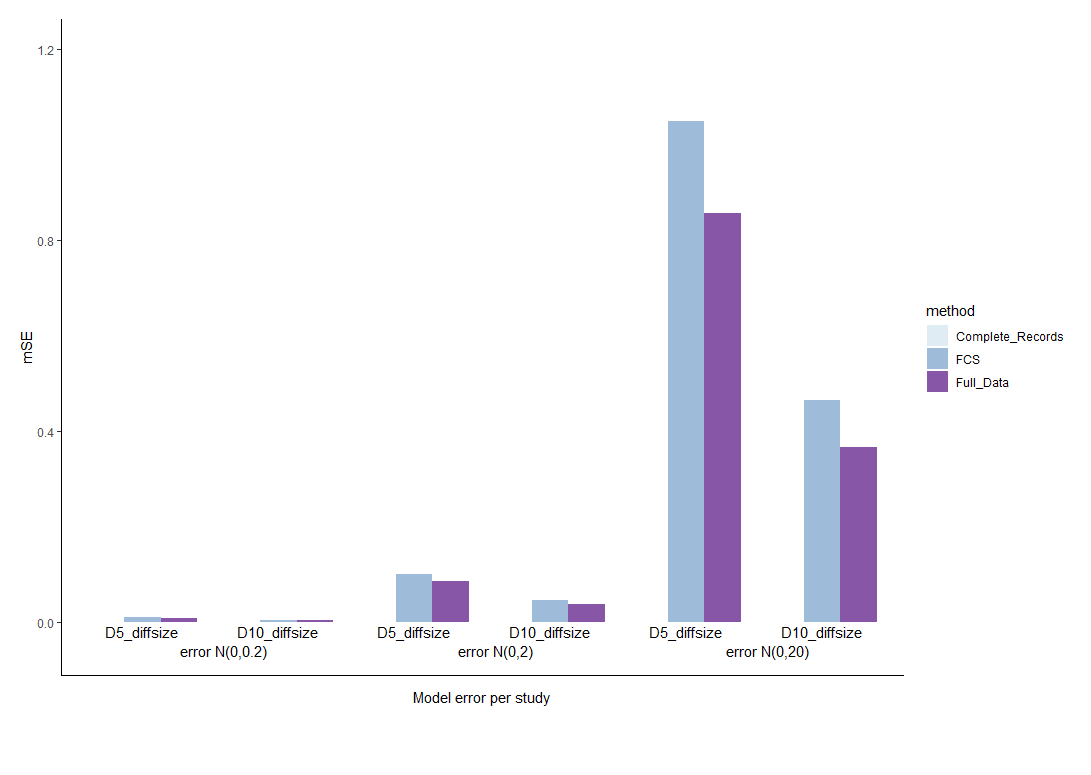 1.2
0.8
0.4
0.0
mSE
D5_diffsize D10_diffsize D5_diffsize D10_diffsize D5_diffsize D10_diffsize
error N(0,0.2) error N(0,2) error N(0,20)
Model error per study
method
Complete_Records
FCS
Full_Data